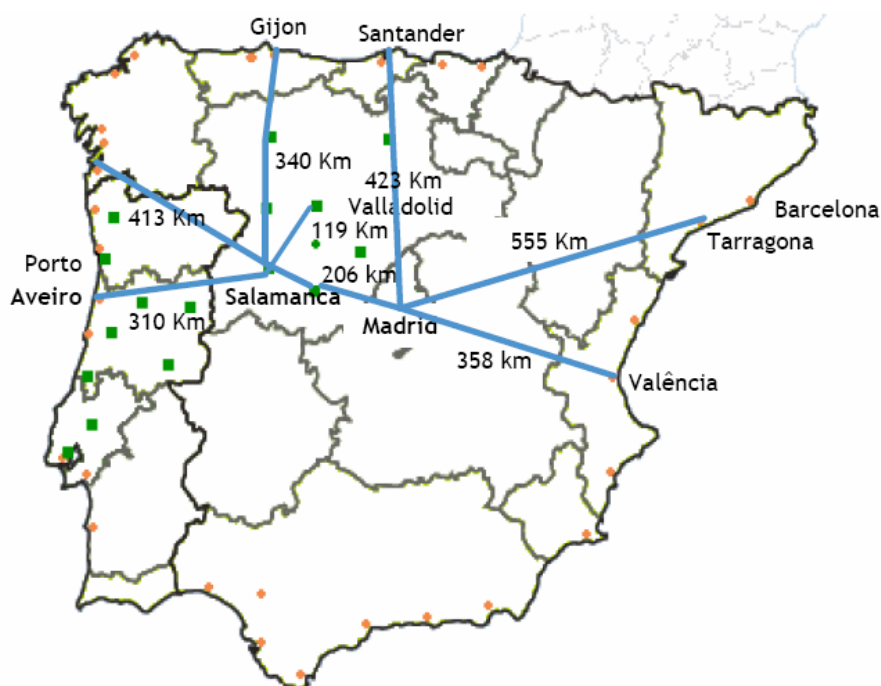 Gijon
Santander
340 Km
423 Km
Valladolid
413 Km
119 Km
Barcelona
555 Km
Tarragona
Porto
206 km
Aveiro
Salamanca
310 Km
Madrid
358 km
Valência